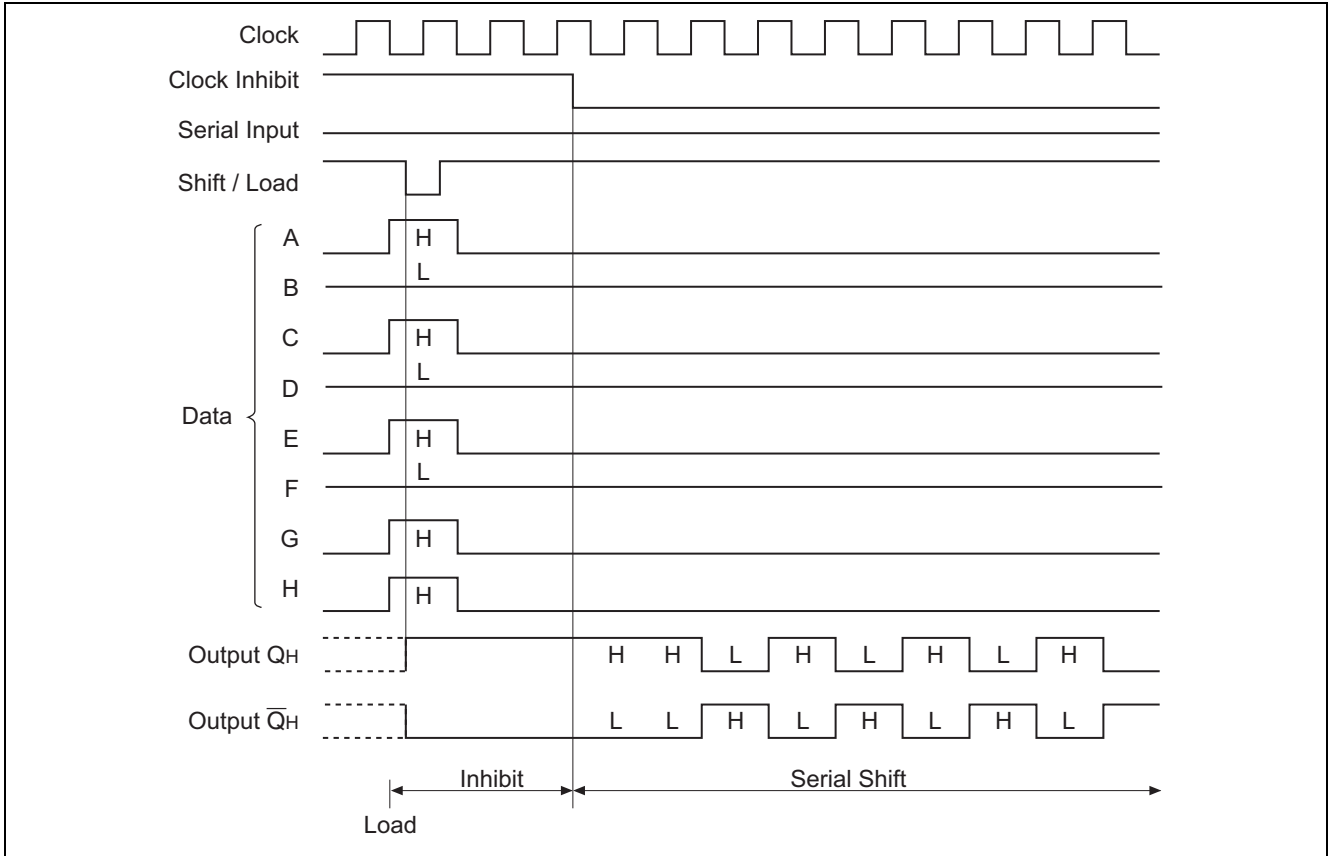 Clock
Clock Inhibit
Serial Input
Shift / Load
A H
L
B
C H
L
D
Data
E H
L
F
G H
H H
Output QH H H L H L H L H
Output Q̅H L L H L H L H L
Inhibit Serial Shift
Load